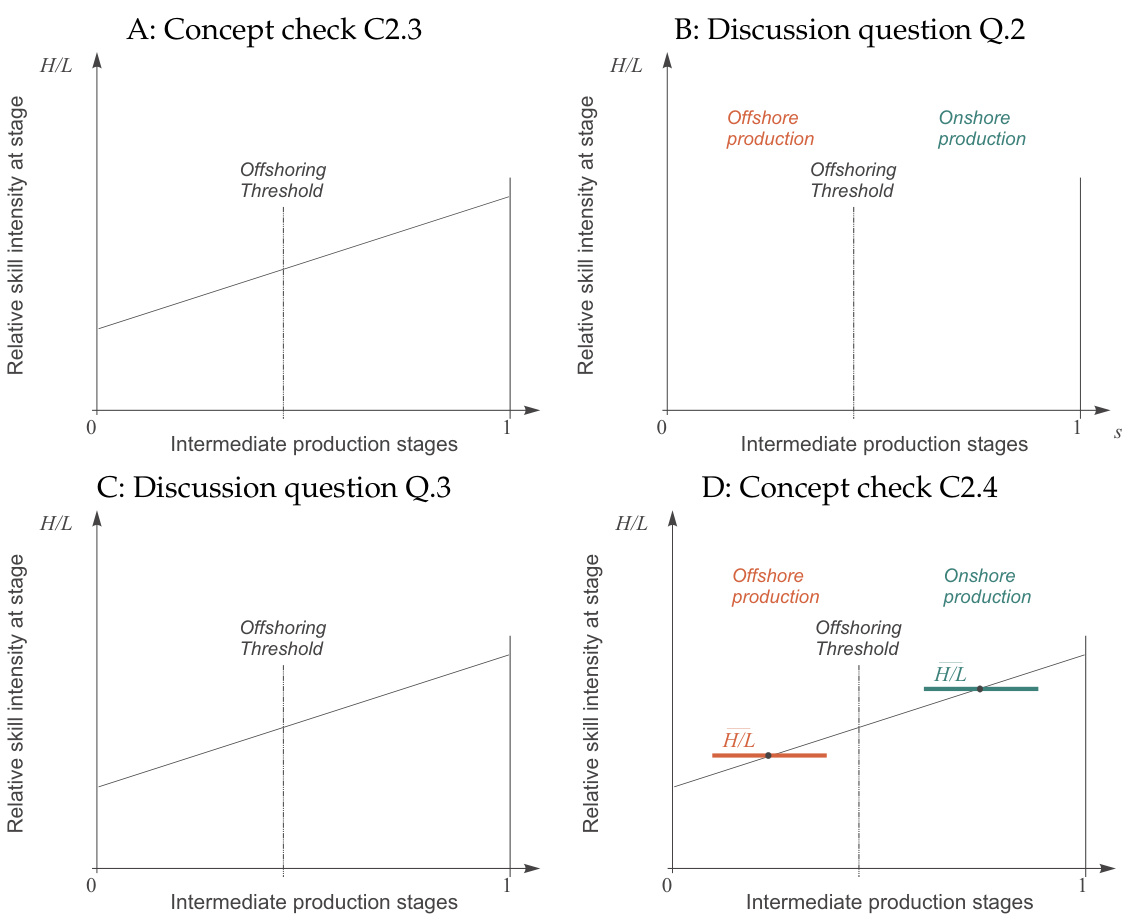 A: Concept check C2.3
H/L
Relative skill intensity at stage
Offshoring
Threshold
0
1
Intermediate production stages
B: Discussion question Q.2
H/L
Relative skill intensity at stage
Offshore
production
Onshore
production
Offshoring
Threshold
0
1
s
Intermediate production stages
C: Discussion question Q.3
H/L
Relative skill intensity at stage
Offshoring
Threshold
0
1
Intermediate production stages
D: Concept check C2.4
H/L
Relative skill intensity at stage
Offshore
production
Onshore
production
Offshoring
Threshold
H/L
H/L
0
1
Intermediate production stages